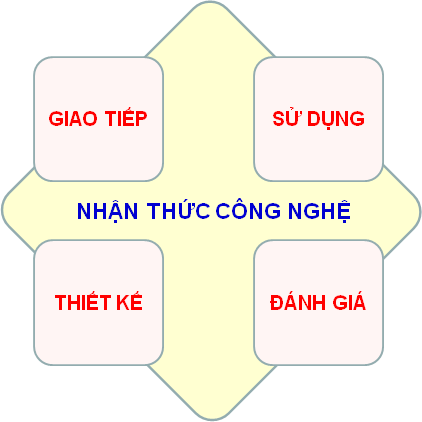 GIAO TIẾP
SỬ DỤNG
NHẬN THỨC CÔNG NGHỆ
THIẾT KẾ
ĐÁNH GIÁ